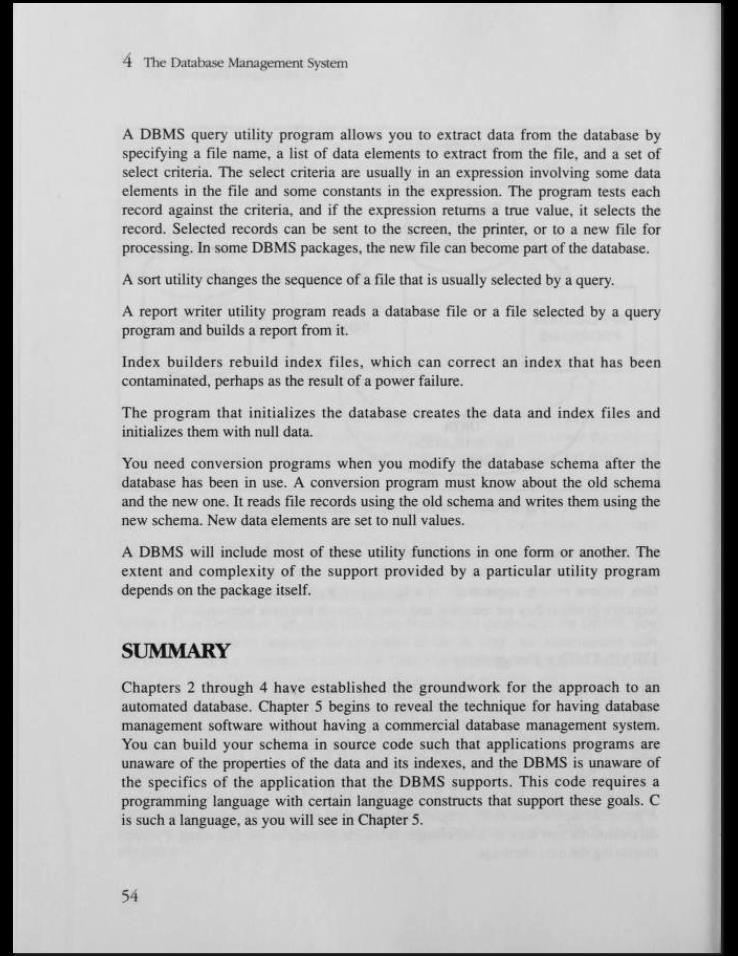 4 The Database Management System
A DBMS query utility program allows you to extract data from the database by
specifying a file name, a list of data elements to extract from the file, and a set of
select criteria. The select criteria are usually in an expression involving some data
elements in the file and some constants in the expression. The program tests each
record against the criteria, and if the expression returns a true value, it selects the
record. Selected records can be sent to the screen, the printer, or to a new file for
processing. In some DBMS packages, the new file can become part of the database.
A sort utility changes the sequence of a file that is usually selected by a query.
A report writer utility program reads a database file or a file selected by a query
program and builds a report from it.
Index builders rebuild index files, which can correct an index that has been
contaminated, perhaps as the result of a power failure.
The program that initializes the database creates the data and index files and
initializes them with null data.
You need conversion programs when you modify the database schema after the
database has been in use. A conversion program must know about the old schema
and the new one. It reads file records using the old schema and writes them using the
new schema. New data elements are set to null values.
A DBMS will include most of these utility functions in one form or another. The
extent and complexity of the support provided by a particular utility program
depends on the package itself.
SUMMARY
Chapters 2 through 4 have established the groundwork for the approach to an
automated database. Chapter 5 begins to reveal the technique for having database
management software without having a commercial database management system.
You can build your schema in source code such that applications programs are
unaware of the properties of the data and its indexes, and the DBMS is unaware of
the specifics of the application that the DBMS supports. This code requires a
programming language with certain language constructs that support these goals. C
is such a language, as you will see in Chapter 5.
54